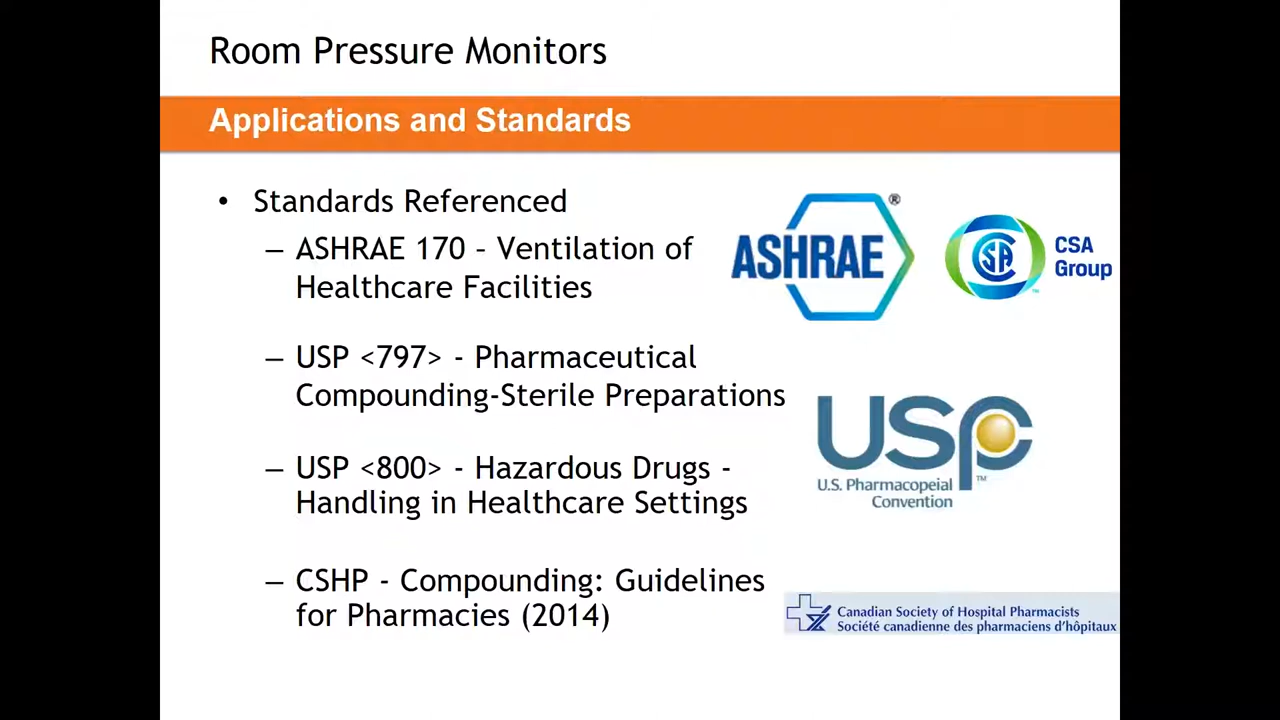 Room Pressure Monitors
Applications and Standards
• Standards Referenced
– ASHRAE 170 – Ventilation of
Healthcare Facilities
ASHRAE®
CSA
CSA
Group
– USP <797> - Pharmaceutical
Compounding-Sterile Preparations
USP
U.S. Pharmacopeial
Convention
TM
– USP <800> - Hazardous Drugs -
Handling in Healthcare Settings
– CSHP - Compounding: Guidelines
for Pharmacies (2014)
Canadian Society of Hospital Pharmacists
Société canadienne des pharmaciens d'hôpitaux